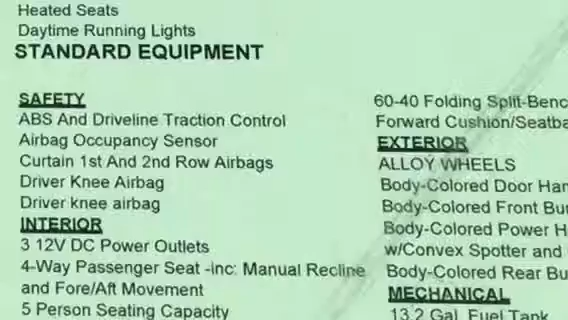 Heated Seats
Daytime Running Lights
STANDARD EQUIPMENT
SAFETY
ABS And Driveline Traction Control
Airbag Occupancy Sensor
Curtain 1st And 2nd Row Airbags
Driver Knee Airbag
Driver knee airbag
INTERIOR
3 12V DC Power Outlets
4-Way Passenger Seat -inc: Manual Recline
and Fore/Aft Movement
5 Person Seating Capacity
60-40 Folding Split-Benc
Forward Cushion/Seatba
EXTERIOR
ALLOY WHEELS
Body-Colored Door Han
Body-Colored Front Bu
Body-Colored Power H
w/Convex Spotter and
Body-Colored Rear Bu
MECHANICAL
13.2 Gal. Fuel Tank